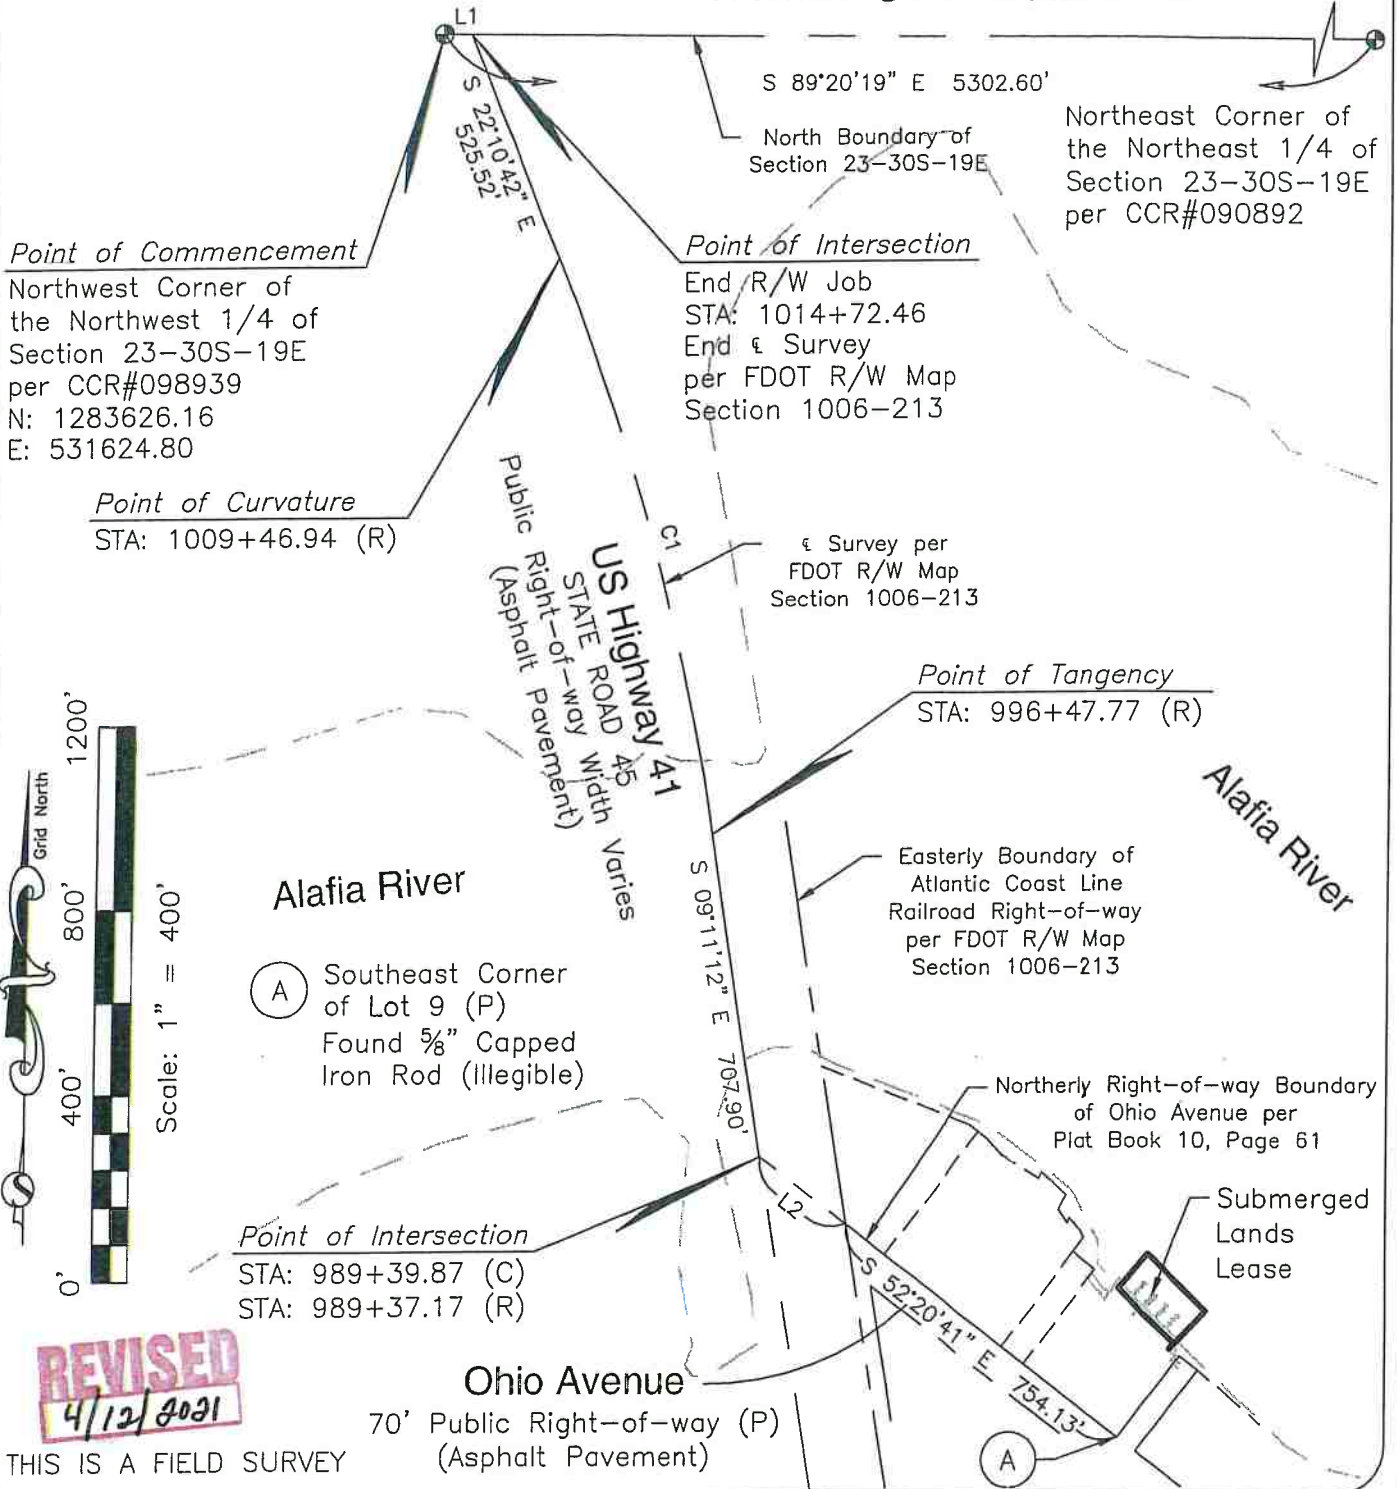 L1
S 89°20'19" E 5302.60'
S 22°10'42" E
525.52'
North Boundary of
Section 23-30S-19E
Northeast Corner of
the Northeast 1/4 of
Section 23-30S-19E
per CCR#090892
Point of Commencement
Northwest Corner of
the Northwest 1/4 of
Section 23-30S-19E
per CCR#098939
N: 1283626.16
E: 531624.80
Point of Intersection
End R/W Job
STA: 1014+72.46
End ℄ Survey
per FDOT R/W Map
Section 1006-213
Point of Curvature
STA: 1009+46.94 (R)
C1
℄ Survey per
FDOT R/W Map
Section 1006-213
US Highway 41
STATE ROAD 45
Public Right-of-way Width Varies
(Asphalt Pavement)
Point of Tangency
STA: 996+47.77 (R)
Alafia River
Grid North
1200'
800'
400'
0'
Scale: 1" = 400'
Alafia River
S 09°11'12" E 707.90'
Easterly Boundary of
Atlantic Coast Line
Railroad Right-of-way
per FDOT R/W Map
Section 1006-213
A
Southeast Corner
of Lot 9 (P)
Found ⅝" Capped
Iron Rod (Illegible)
Northerly Right-of-way Boundary
of Ohio Avenue per
Plat Book 10, Page 61
L2
Submerged
Lands
Lease
Point of Intersection
STA: 989+39.87 (C)
STA: 989+37.17 (R)
S 52°20'41" E 754.13'
REVISED
4/12/2021
Ohio Avenue
70' Public Right-of-way (P)
(Asphalt Pavement)
A
THIS IS A FIELD SURVEY